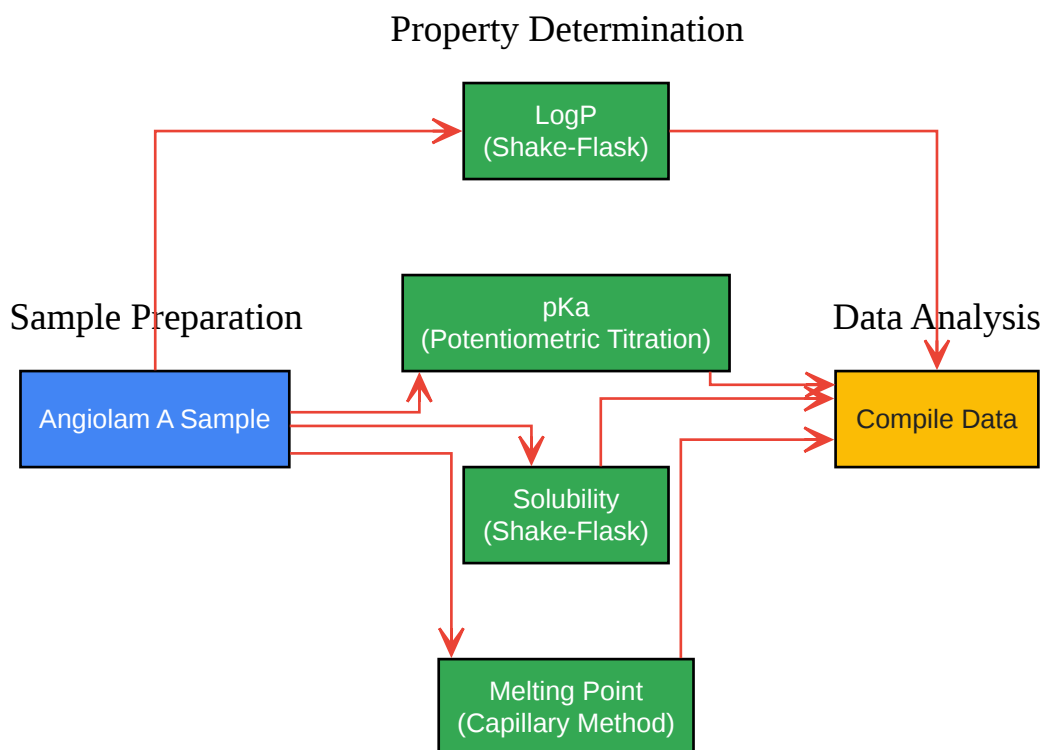 Property Determination
LogP
(Shake-Flask)
Sample Preparation
pKa
(Potentiometric Titration)
Data Analysis
Angiolam A Sample
Compile Data
Solubility
(Shake-Flask)
Melting Point
(Capillary Method)